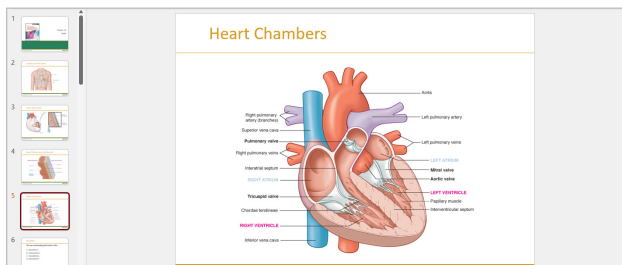 1
2
3
4
5
6
Heart Chambers
Aorta
Right pulmonary
artery (branches)
Left pulmonary artery
Superior vena cava
Pulmonary valve
Left pulmonary veins
Right pulmonary veins
LEFT ATRIUM
Interatrial septum
Mitral valve
RIGHT ATRIUM
Aortic valve
LEFT VENTRICLE
Tricuspid valve
Papillary muscle
Chordae tendineae
Interventricular septum
RIGHT VENTRICLE
Inferior vena cava